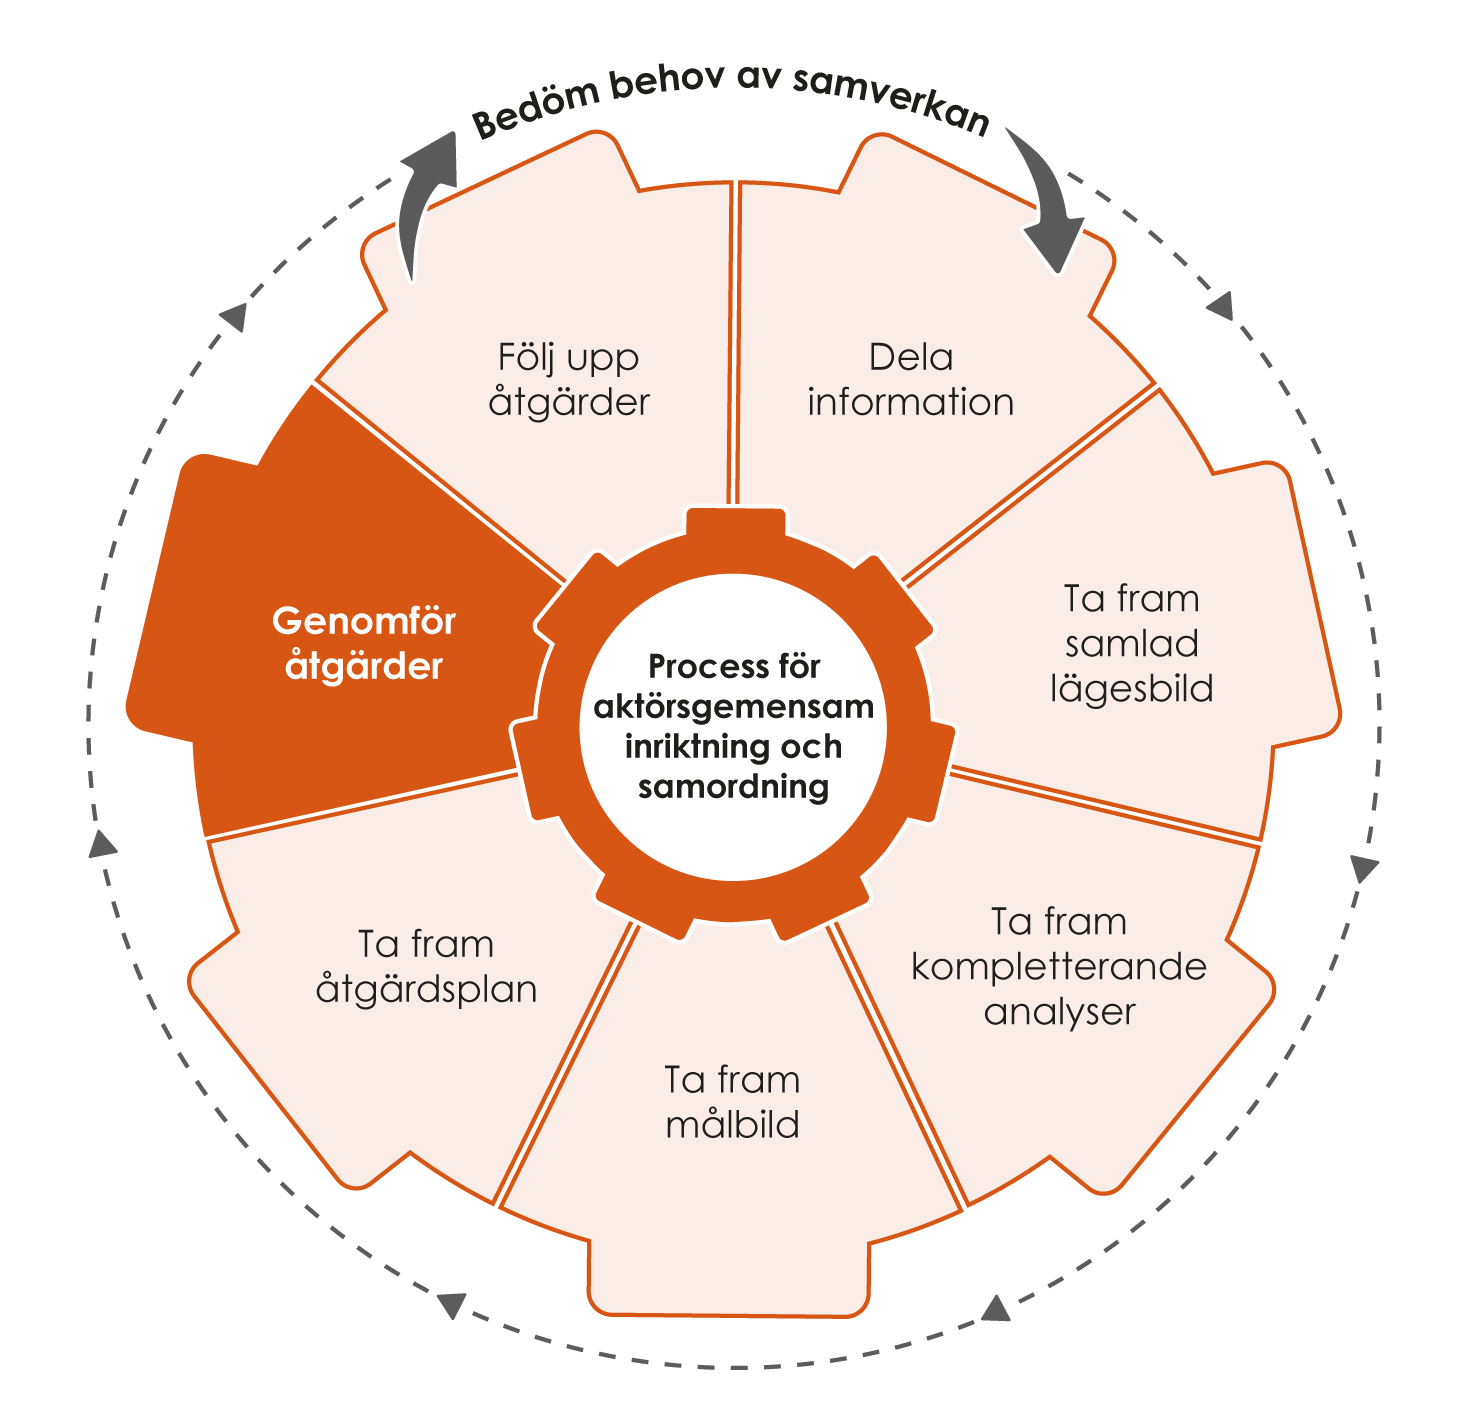 Bedöm behov av samverkan
Dela
information
Ta fram
samlad
lägesbild
Ta fram
kompletterande
analyser
Ta fram
målbild
Ta fram
åtgärdsplan
Genomför
åtgärder
Följ upp
åtgärder
Process för
aktörsgemensam
inriktning och
samordning